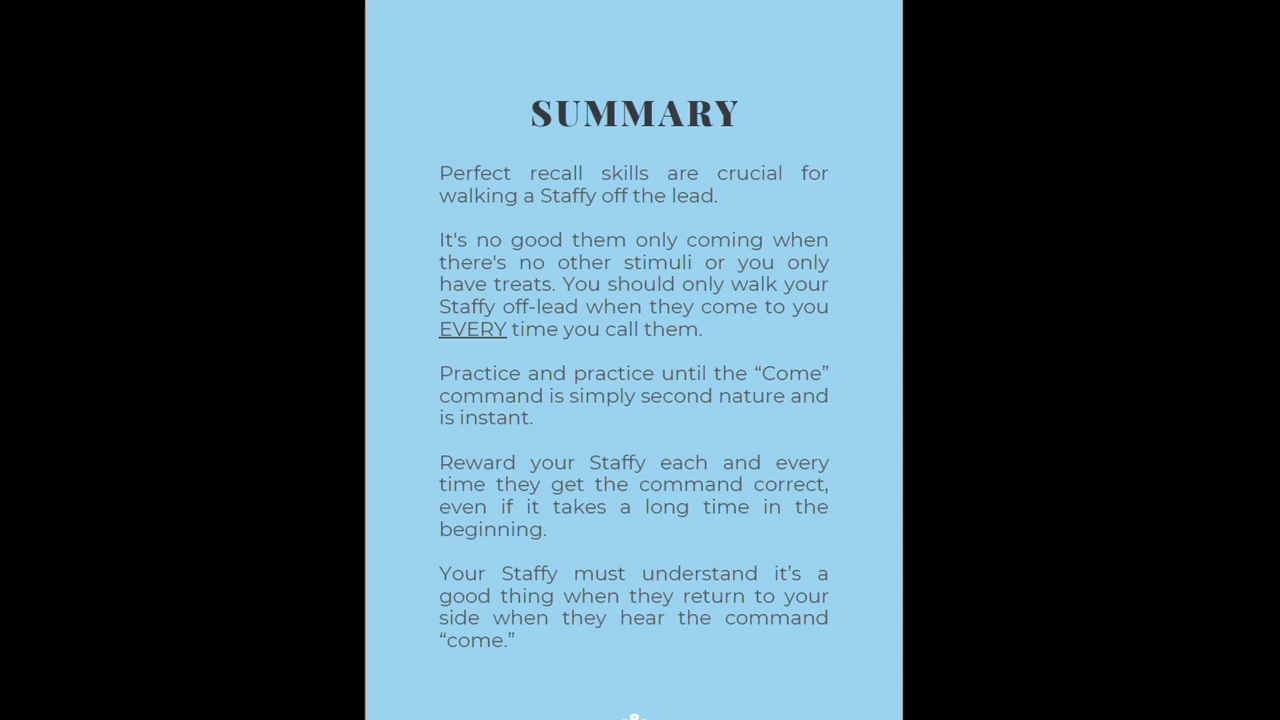 SUMMARY
Perfect recall skills are crucial for
walking a Staffy off the lead.
It's no good them only coming when
there's no other stimuli or you only
have treats. You should only walk your
Staffy off-lead when they come to you
EVERY time you call them.
Practice and practice until the “Come”
command is simply second nature and
is instant.
Reward your Staffy each and every
time they get the command correct,
even if it takes a long time in the
beginning.
Your Staffy must understand it’s a
good thing when they return to your
side when they hear the command
“come.”